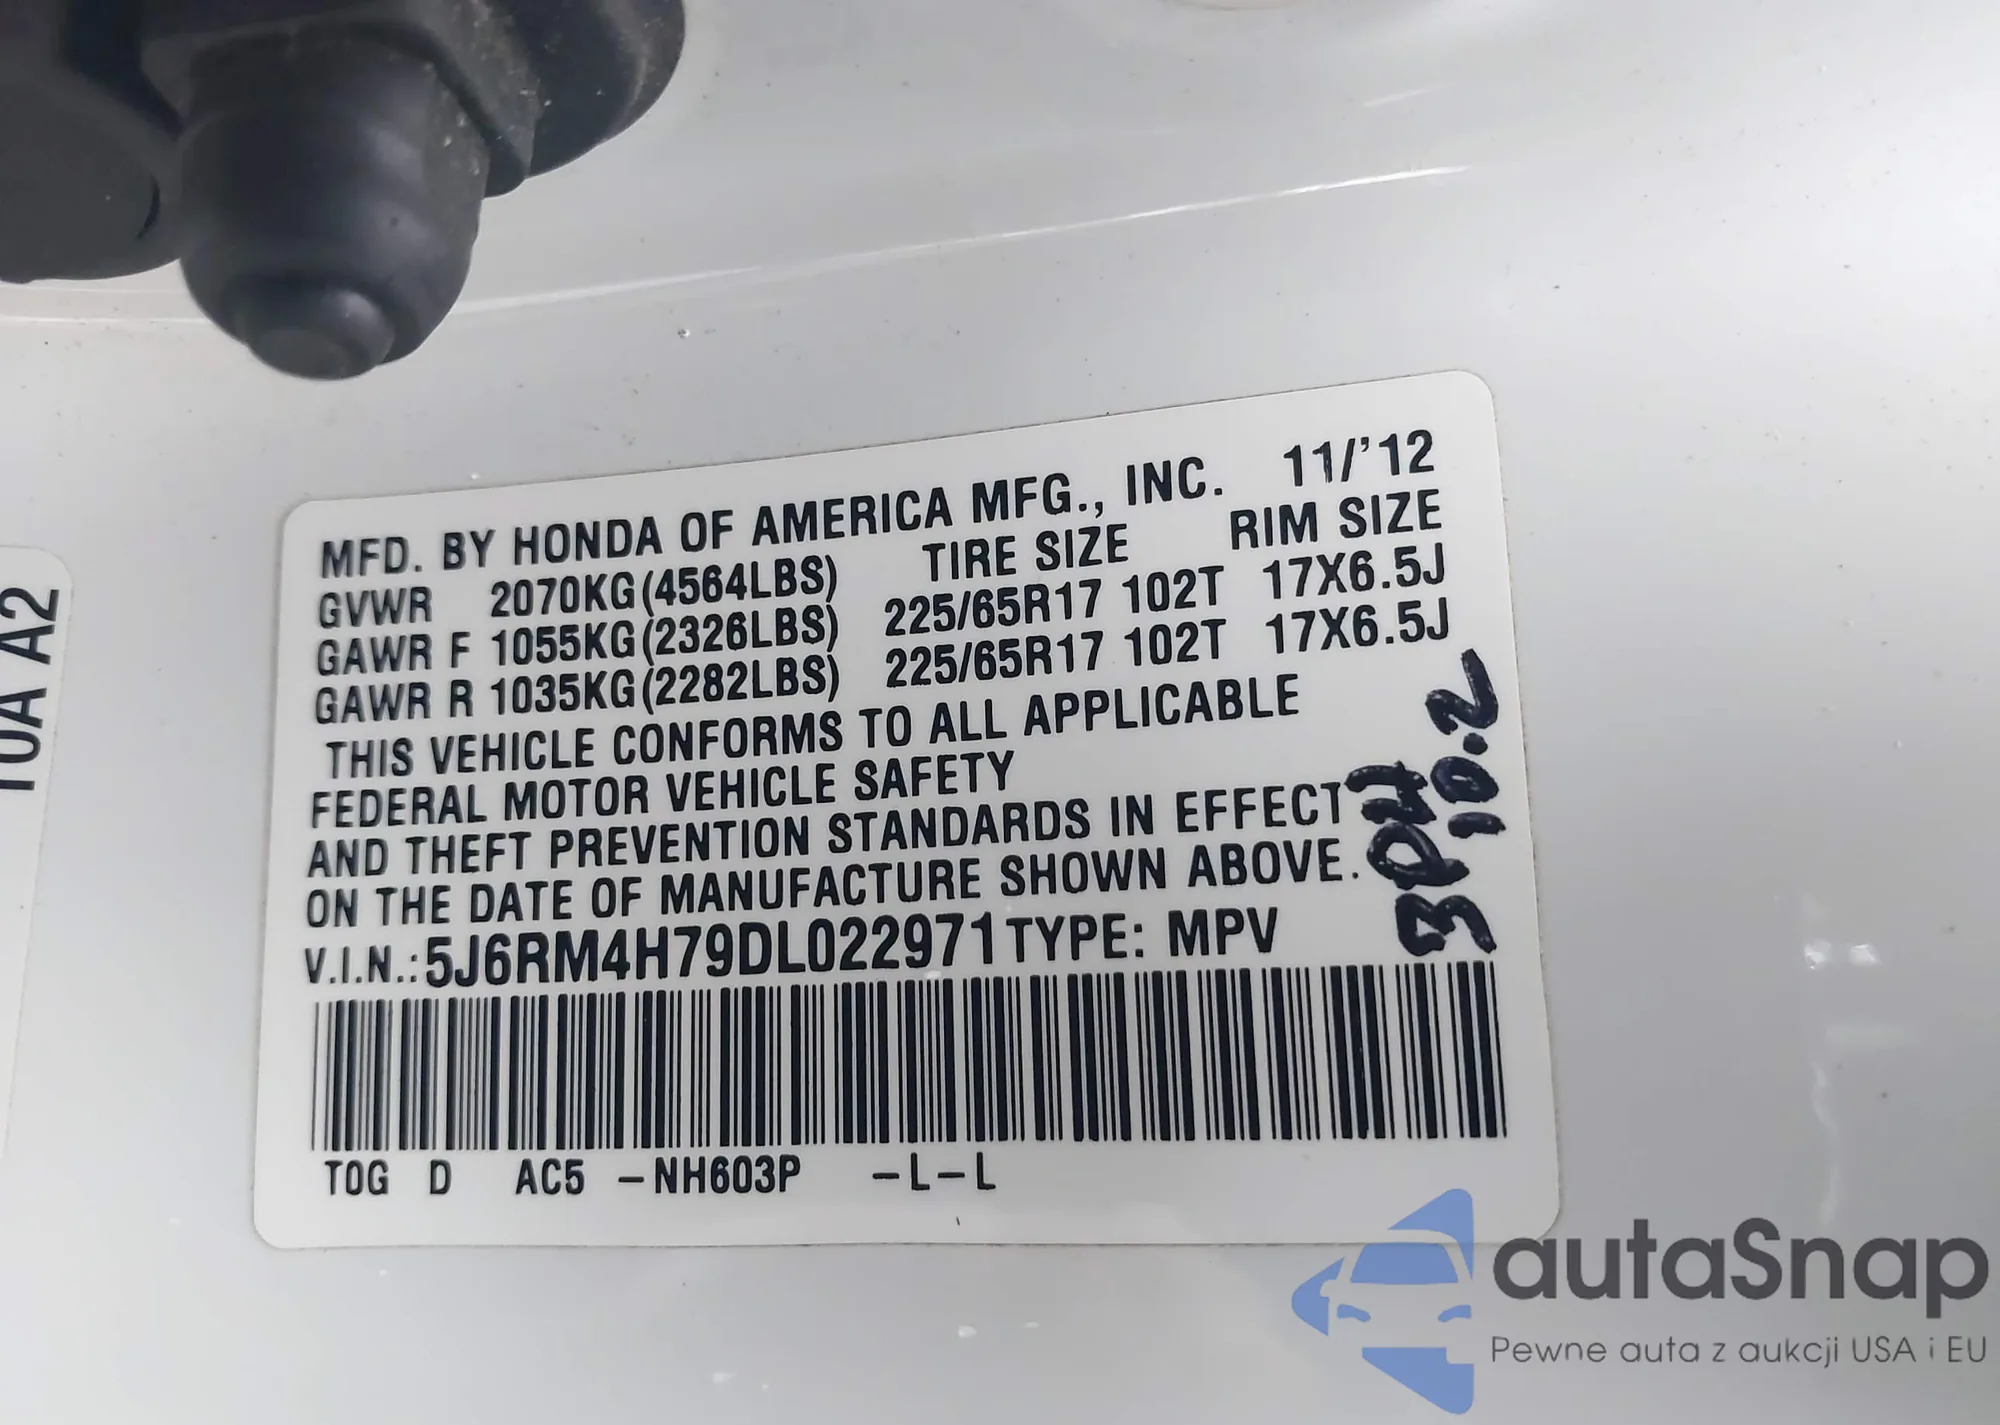 MFD. BY HONDA OF AMERICA MFG., INC. 11/'12
GVWR 2070KG(4564LBS) TIRE SIZE RIM SIZE
GAWR F 1055KG(2326LBS) 225/65R17 102T 17X6.5J
GAWR R 1035KG(2282LBS) 225/65R17 102T 17X6.5J
THIS VEHICLE CONFORMS TO ALL APPLICABLE
FEDERAL MOTOR VEHICLE SAFETY
AND THEFT PREVENTION STANDARDS IN EFFECT
ON THE DATE OF MANUFACTURE SHOWN ABOVE.
V.I.N.: 5J6RM4H79DL022971 TYPE: MPV
TOG D AC5 -NH603P -L-L
10.2
10A A2
autaSnap
Pewne auta z aukcji USA i EU